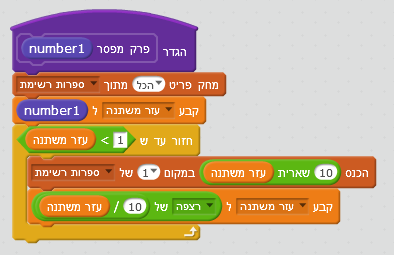 הגדר פרק מפסר number1
מחק פריט הכל מתוך ספרות רשימת
קבע עזר משתנה ל number1
חזור עד ש 1 > עזר משתנה
הכנס 10 שארית עזר משתנה במקום 1 של ספרות רשימת
קבע עזר משתנה ל רצפה של 10 / עזר משתנה